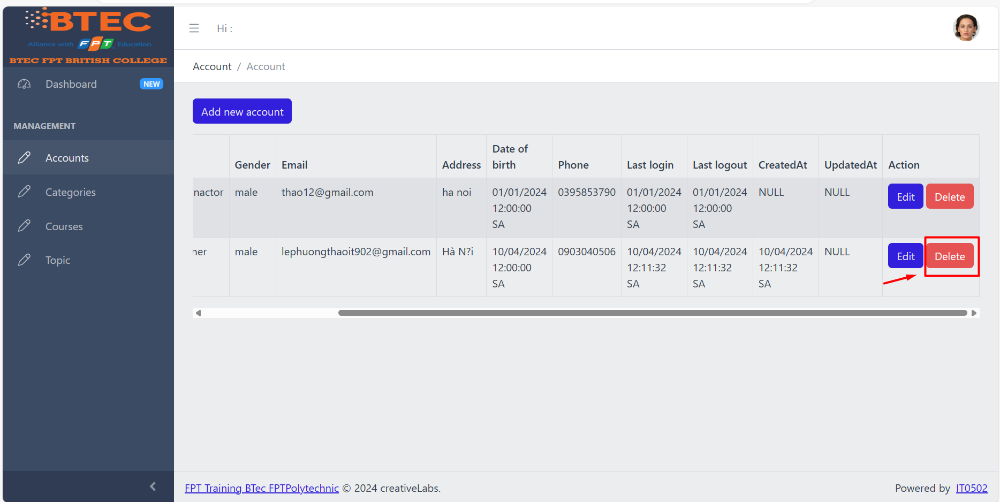 BTEC
Alliance with FPT Education
BTEC FPT BRITISH COLLEGE
Hi :
Account / Account
Dashboard NEW
MANAGEMENT
Accounts
Categories
Courses
Topic
Add new account
Gender Email Address Date of birth Phone Last login Last logout CreatedAt UpdatedAt Action
nactor male thao12@gmail.com ha noi 01/01/2024 0395853790 01/01/2024 01/01/2024 NULL NULL Edit Delete
12:00:00 12:00:00 12:00:00
SA SA SA
ner male lephuongthaoit902@gmail.com Hà N?i 10/04/2024 0903040506 10/04/2024 10/04/2024 10/04/2024 NULL Edit Delete
12:00:00 12:11:32 12:11:32 12:11:32
SA SA SA SA
FPT Training BTec FPTPolytechnic © 2024 creativeLabs.
Powered by IT0502